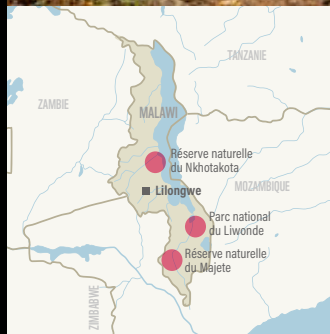 TANZANIE
ZAMBIE
MALAWI
Réserve naturelle
du Nkhotakota
Lilongwe
MOZAMBIQUE
Parc national
du Liwonde
Réserve naturelle
du Majete
ZIMBABWE